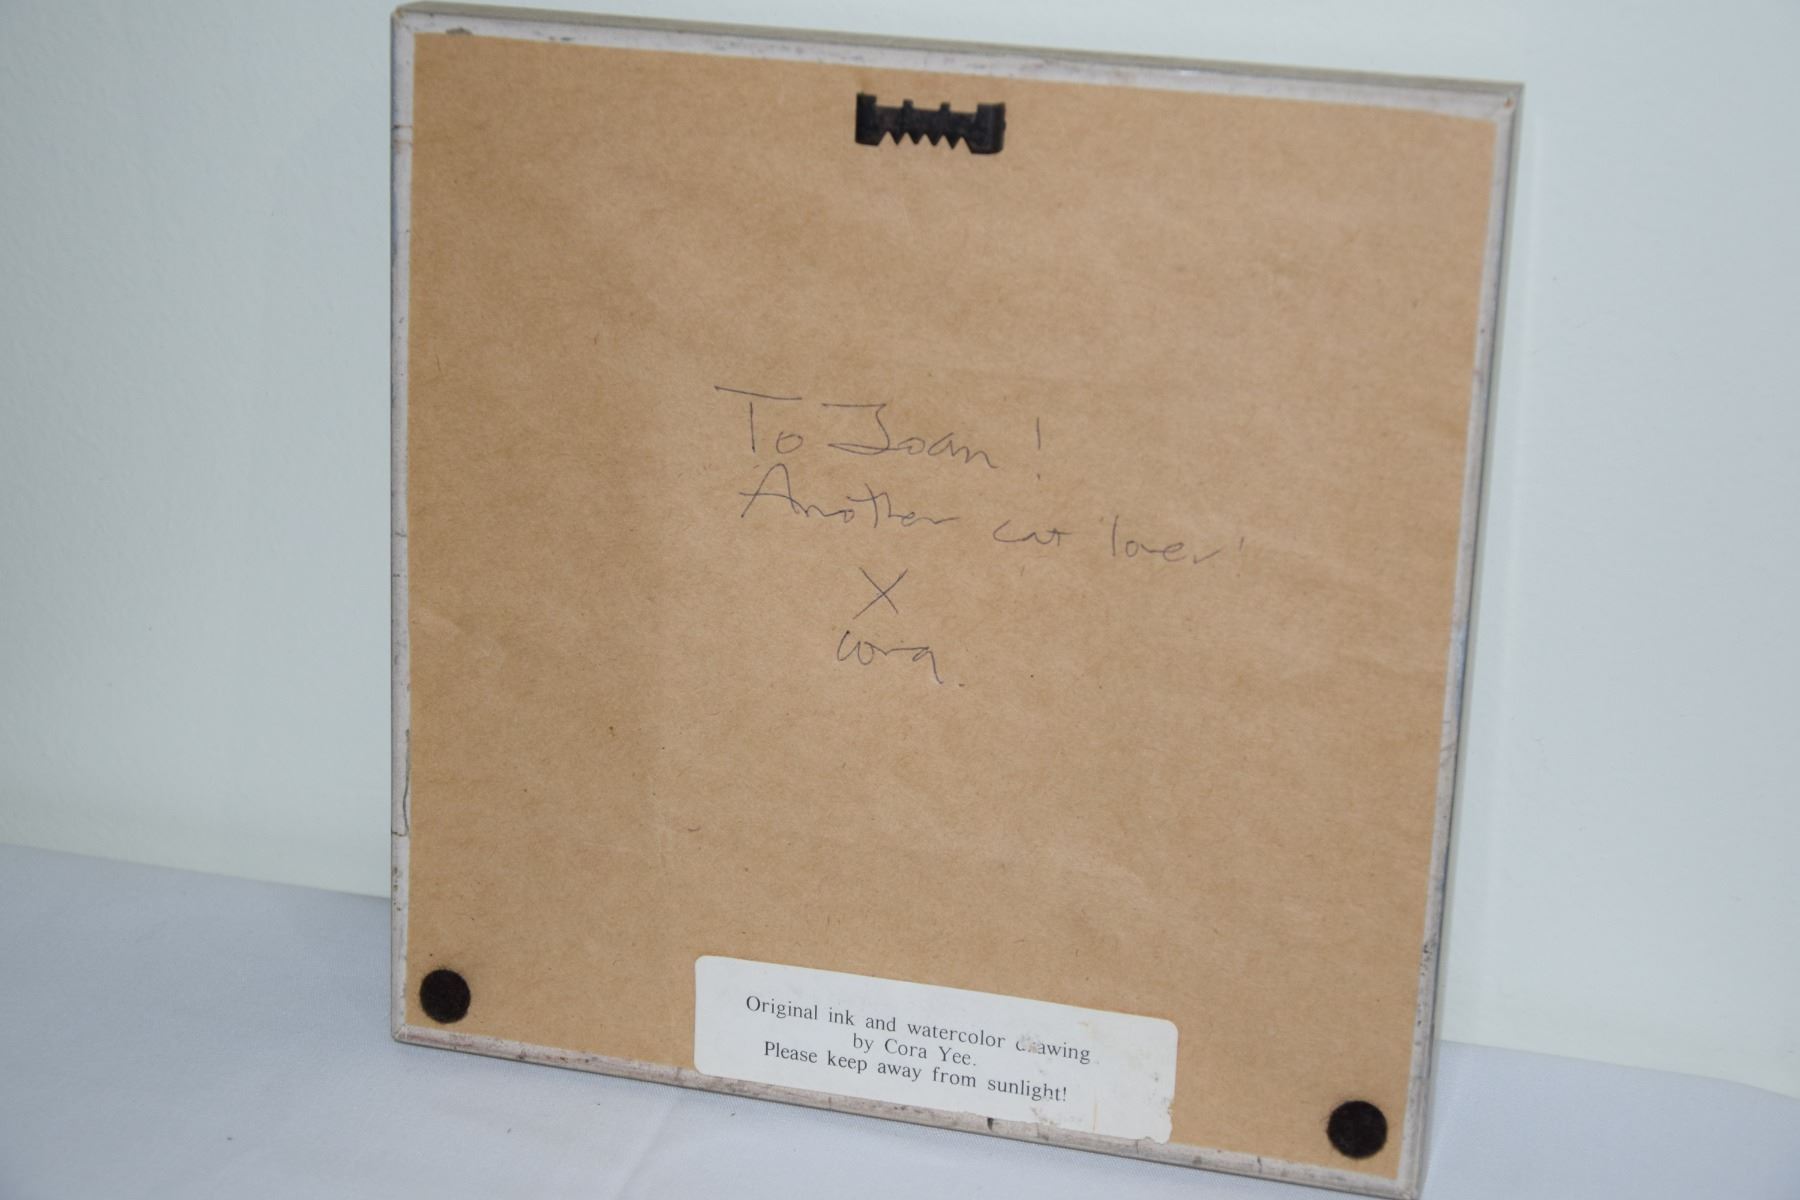 To Joan!
Another cat lover!
X
Cora.
Original ink and watercolor drawing
by Cora Yee.
Please keep away from sunlight!